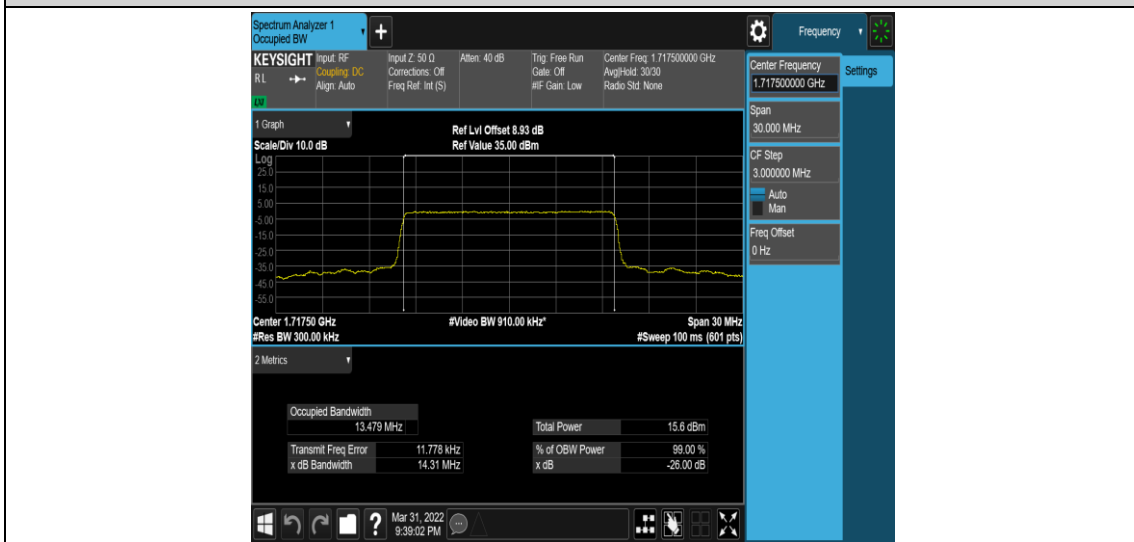 Spectrum Analyzer 1
Occupied BW
+
Frequency
KEYSIGHT
RL
LXI
Input: RF
Coupling: DC
Align: Auto
Input Z: 50 Ω
Corrections: Off
Freq Ref: Int (S)
Atten: 40 dB
Trig: Free Run
Gate: Off
#IF Gain: Low
Center Freq: 1.717500000 GHz
Avg|Hold: 30/30
Radio Std: None
Center Frequency
1.717500000 GHz
Settings
Span
30.000 MHz
CF Step
3.000000 MHz
Auto
Man
Freq Offset
0 Hz
1 Graph
Scale/Div 10.0 dB
Ref Lvl Offset 8.93 dB
Ref Value 35.00 dBm
Log
25.0
15.0
5.00
-5.00
-15.0
-25.0
-35.0
-45.0
-55.0
Center 1.71750 GHz
#Res BW 300.00 kHz
#Video BW 910.00 kHz*
Span 30 MHz
#Sweep 100 ms (601 pts)
2 Metrics
Occupied Bandwidth
13.479 MHz
Transmit Freq Error 11.778 kHz
x dB Bandwidth 14.31 MHz
Total Power 15.6 dBm
% of OBW Power 99.00 %
x dB -26.00 dB
?
Mar 31, 2022
9:39:02 PM